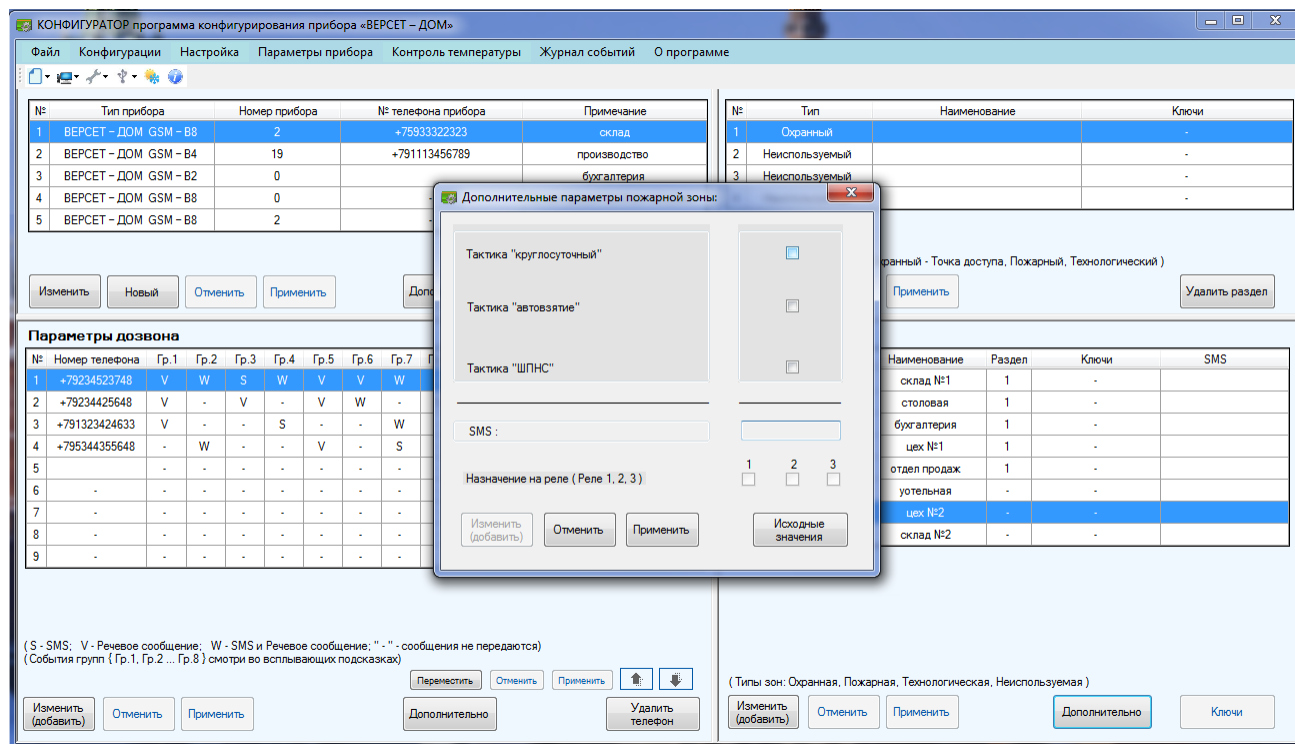 КОНФИГУРАТОР программа конфигурирования прибора «ВЕРСЕТ – ДОМ»
Файл Конфигурации Настройка Параметры прибора Контроль температуры Журнал событий О программе
№ Тип прибора Номер прибора № телефона прибора Примечание
1 ВЕРСЕТ – ДОМ GSM – B8 2 +75933322323 склад
2 ВЕРСЕТ – ДОМ GSM – B4 19 +791113456789 производство
3 ВЕРСЕТ – ДОМ GSM – B2 0 бухгалтерия
4 ВЕРСЕТ – ДОМ GSM – B8 0 -
5 ВЕРСЕТ – ДОМ GSM – B8 2 -
Изменить Новый Отменить Применить
№ Тип Наименование Ключи
1 Охранный -
2 Неиспользуемый -
3 Неиспользуемый -
-
-
- Точка доступа, Пожарный, Технологический )
Применить Удалить раздел
Дополнительные параметры пожарной зоны:
Тактика "круглосуточный"
Тактика "автовзятие"
Тактика "ШПНС"
SMS :
1 2 3
Назначение на реле ( Реле 1, 2, 3 )
Изменить (добавить) Отменить Применить Исходные значения
Параметры дозвона
№ Номер телефона Гр.1 Гр.2 Гр.3 Гр.4 Гр.5 Гр.6 Гр.7
1 +79234523748 V W S W V V W
2 +79234425648 V - V - V W -
3 +791323424633 V - - S - - W
4 +795344355648 - W - - V - S
5 - - - - - - -
6 - - - - - - - -
7 - - - - - - - -
8 - - - - - - - -
9 - - - - - - - -
( S - SMS; V - Речевое сообщение; W - SMS и Речевое сообщение; " - " - сообщения не передаются)
( События групп { Гр.1, Гр.2 ... Гр.8 } смотри во всплывающих подсказках)
Переместить Отменить Применить
Изменить (добавить) Отменить Применить Дополнительно Удалить телефон
Наименование Раздел Ключи SMS
склад №1 1 -
столовая 1 -
бухгалтерия 1 -
цех №1 1 -
отдел продаж 1 -
уотельная - -
цех №2 - -
склад №2 - -
( Типы зон: Охранная, Пожарная, Технологическа, Неиспользуемая )
Изменить (добавить) Отменить Применить Дополнительно Ключи